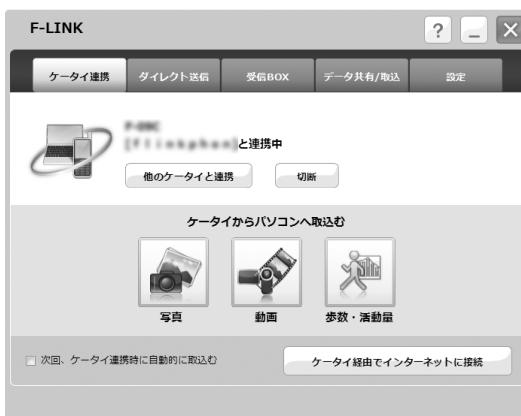 F-LINK
?
ケータイ連携 ダイレクト送信 受信BOX データ共有/取込 設定
と連携中
他のケータイと連携 切断
ケータイからパソコンへ取込む
写真 動画 歩数・活動量
次回、ケータイ連携時に自動的に取込む
ケータイ経由でインターネットに接続